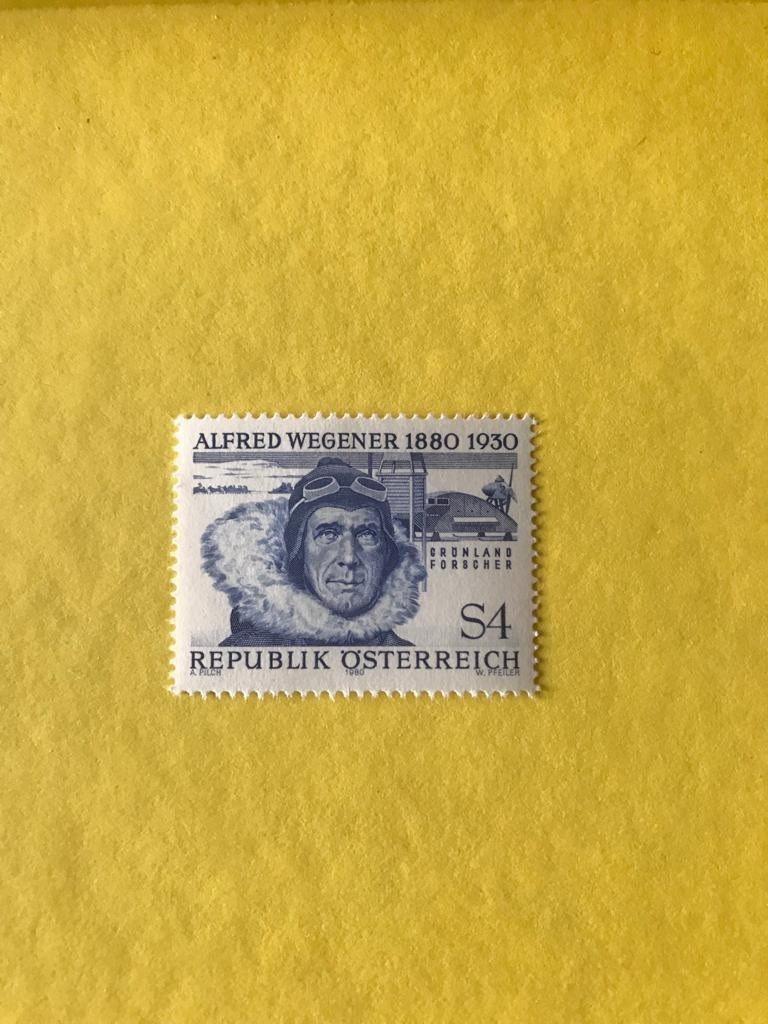 ALFRED WEGENER 1880 1930
GRÖNLAND
FORSCHER
S4
REPUBLIK ÖSTERREICH
A. PILCH 1980 W. PFEILER